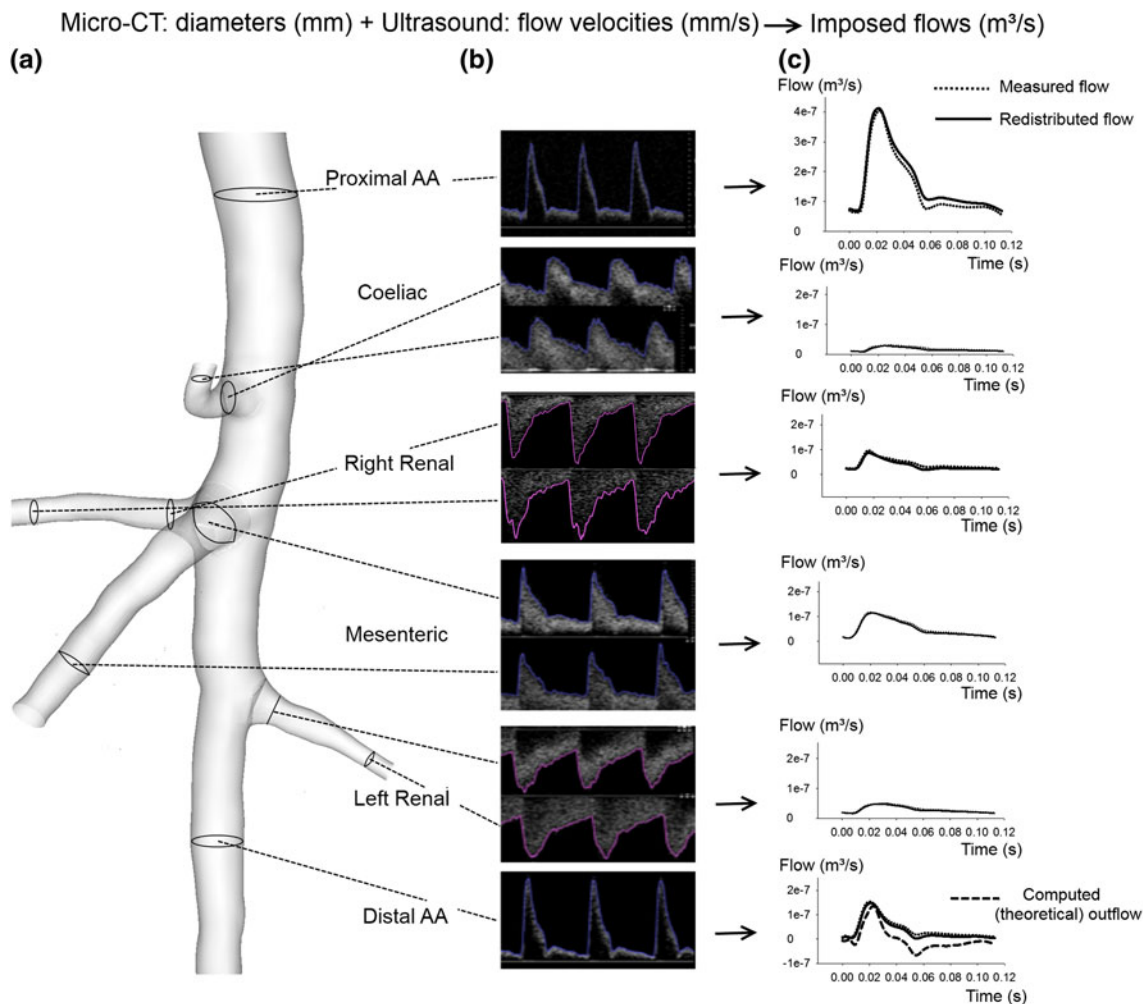 Micro-CT: diameters (mm) + Ultrasound: flow velocities (mm/s) → Imposed flows (m³/s)
(a)
(b)
(c)
Proximal AA
Coeliac
Right Renal
Mesenteric
Left Renal
Distal AA
Flow (m³/s)
Measured flow
Redistributed flow
4e-7
3e-7
2e-7
1e-7
0
0.00 0.02 0.04 0.06 0.08 0.10 0.12
Time (s)
Flow (m³/s)
2e-7
1e-7
0
0.00 0.02 0.04 0.06 0.08 0.10 0.12
Time (s)
Flow (m³/s)
2e-7
1e-7
0
0.00 0.02 0.04 0.06 0.08 0.10 0.12
Time (s)
Flow (m³/s)
2e-7
1e-7
0
0.00 0.02 0.04 0.06 0.08 0.10 0.12
Time (s)
Flow (m³/s)
2e-7
1e-7
0
0.00 0.02 0.04 0.06 0.08 0.10 0.12
Time (s)
Flow (m³/s)
Computed
(theoretical) outflow
2e-7
1e-7
0
-1e-7
0.00 0.02 0.04 0.06 0.08 0.10 0.12
Time (s)